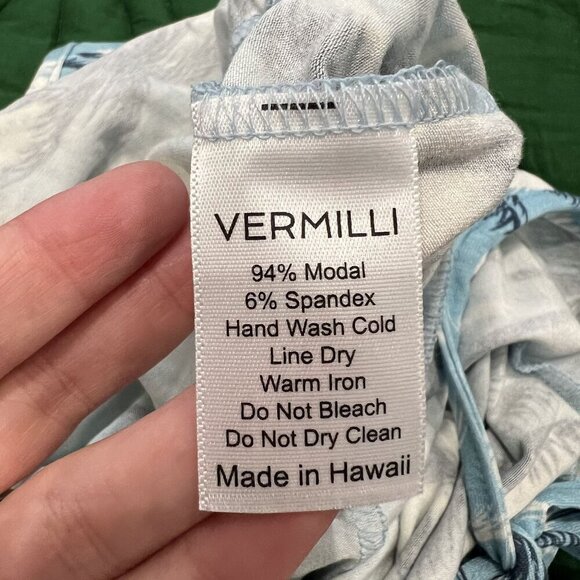 VERMILLI
94% Modal
6% Spandex
Hand Wash Cold
Line Dry
Warm Iron
Do Not Bleach
Do Not Dry Clean
Made in Hawaii